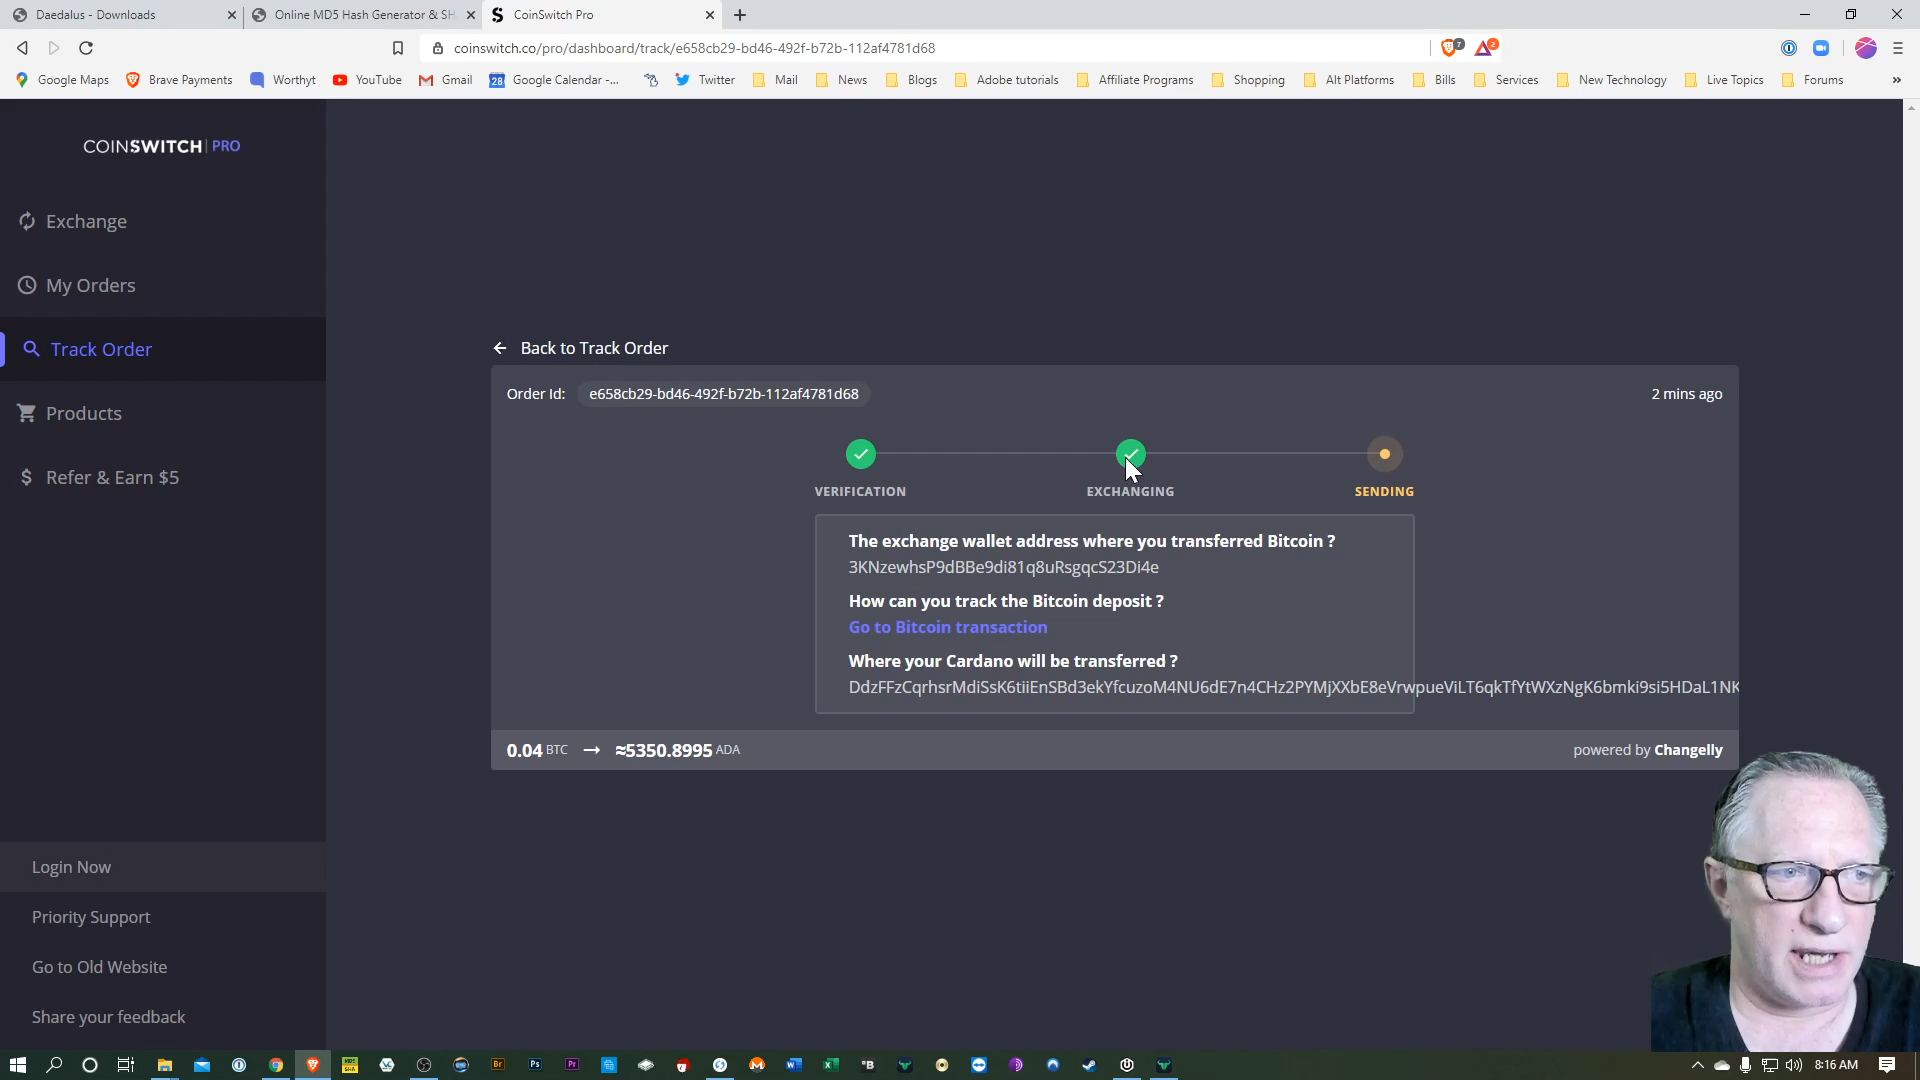 Daedalus - Downloads
Online MD5 Hash Generator & SH
CoinSwitch Pro
coinswitch.co/pro/dashboard/track/e658cb29-bd46-492f-b72b-112af4781d68
7
2
Google Maps
Brave Payments
Worthyt
YouTube
Gmail
28
Google Calendar -...
Twitter
Mail
News
Blogs
Adobe tutorials
Affiliate Programs
Shopping
Alt Platforms
Bills
Services
New Technology
Live Topics
Forums
COINSWITCH PRO
Exchange
My Orders
Track Order
Products
$ Refer & Earn $5
Login Now
Priority Support
Go to Old Website
Share your feedback
Back to Track Order
Order Id: e658cb29-bd46-492f-b72b-112af4781d68
2 mins ago
VERIFICATION
EXCHANGING
SENDING
The exchange wallet address where you transferred Bitcoin ?
3KNzewhsP9dBBe9di81q8uRsgqcS23Di4e
How can you track the Bitcoin deposit ?
Go to Bitcoin transaction
Where your Cardano will be transferred ?
DdzFFzCqrhsrMdiSsK6tiiEnSBd3ekYfcuzoM4NU6dE7n4CHz2PYMjXXbE8eVrwpueViLT6qkTfYtWXzNgK6bmki9si5HDaL1NK
0.04 BTC → ≈5350.8995 ADA
powered by Changelly
Br
Ps
Pr
8:16 AM